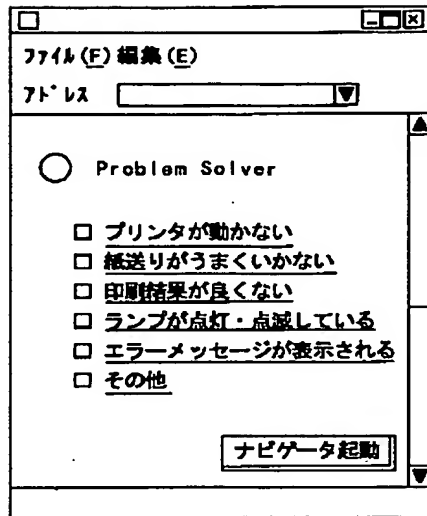 ファイル(F) 編集(E)
アドレス
Problem Solver
プリンタが動かない
紙送りがうまくいかない
印刷結果が良くない
ランプが点灯・点滅している
エラーメッセージが表示される
その他
ナビゲータ起動